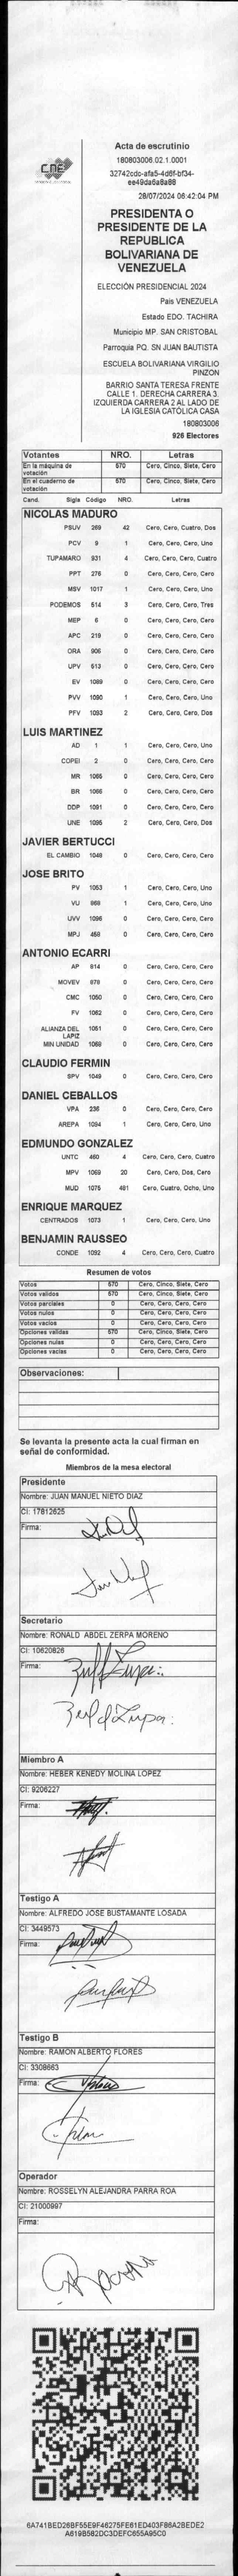 CNE
Acta de escrutinio
180803006.02.1.0001
32742cdc-afa5-4d6f-bf34-
ee49da6a8a88
28/07/2024 06:42:04 PM
PRESIDENTA O
PRESIDENTE DE LA
REPUBLICA
BOLIVARIANA DE
VENEZUELA
ELECCIÓN PRESIDENCIAL 2024
Pais VENEZUELA
Estado EDO. TACHIRA
Municipio MP. SAN CRISTOBAL
Parroquia PQ. SN JUAN BAUTISTA
ESCUELA BOLIVARIANA VIRGILIO
PINZON
BARRIO SANTA TERESA FRENTE
CALLE 1. DERECHA CARRERA 3.
IZQUIERDA CARRERA 2 AL LADO DE
LA IGLESIA CATÓLICA CASA
180803006
926 Electores
Votantes NRO. Letras
En la máquina de votación 570 Cero, Cinco, Siete, Cero
En el cuaderno de votación 570 Cero, Cinco, Siete, Cero
Cand. Sigla Código NRO. Letras
NICOLAS MADURO
PSUV 269 42 Cero, Cero, Cuatro, Dos
PCV 9 1 Cero, Cero, Cero, Uno
TUPAMARO 931 4 Cero, Cero, Cero, Cuatro
PPT 276 0 Cero, Cero, Cero, Cero
MSV 1017 1 Cero, Cero, Cero, Uno
PODEMOS 514 3 Cero, Cero, Cero, Tres
MEP 6 0 Cero, Cero, Cero, Cero
APC 219 0 Cero, Cero, Cero, Cero
ORA 906 0 Cero, Cero, Cero, Cero
UPV 513 0 Cero, Cero, Cero, Cero
EV 1089 0 Cero, Cero, Cero, Cero
PVV 1090 1 Cero, Cero, Cero, Uno
PFV 1093 2 Cero, Cero, Cero, Dos
LUIS MARTINEZ
AD 1 1 Cero, Cero, Cero, Uno
COPEI 2 0 Cero, Cero, Cero, Cero
MR 1065 0 Cero, Cero, Cero, Cero
BR 1066 0 Cero, Cero, Cero, Cero
DDP 1091 0 Cero, Cero, Cero, Cero
UNE 1095 2 Cero, Cero, Cero, Dos
JAVIER BERTUCCI
EL CAMBIO 1048 0 Cero, Cero, Cero, Cero
JOSE BRITO
PV 1053 1 Cero, Cero, Cero, Uno
VU 868 1 Cero, Cero, Cero, Uno
UVV 1096 0 Cero, Cero, Cero, Cero
MPJ 458 0 Cero, Cero, Cero, Cero
ANTONIO ECARRI
AP 814 0 Cero, Cero, Cero, Cero
MOVEV 878 0 Cero, Cero, Cero, Cero
CMC 1050 0 Cero, Cero, Cero, Cero
FV 1062 0 Cero, Cero, Cero, Cero
ALIANZA DEL LAPIZ 1051 0 Cero, Cero, Cero, Cero
MIN UNIDAD 1069 0 Cero, Cero, Cero, Cero
CLAUDIO FERMIN
SPV 1049 0 Cero, Cero, Cero, Cero
DANIEL CEBALLOS
VPA 236 0 Cero, Cero, Cero, Cero
AREPA 1094 1 Cero, Cero, Cero, Uno
EDMUNDO GONZALEZ
UNTC 460 4 Cero, Cero, Cero, Cuatro
MPV 1069 20 Cero, Cero, Dos, Cero
MUD 1075 481 Cero, Cuatro, Ocho, Uno
ENRIQUE MARQUEZ
CENTRADOS 1073 1 Cero, Cero, Cero, Uno
BENJAMIN RAUSSEO
CONDE 1092 4 Cero, Cero, Cero, Cuatro
Resumen de votos
Votos 570 Cero, Cinco, Siete, Cero
Votos validos 570 Cero, Cinco, Siete, Cero
Votos parciales 0 Cero, Cero, Cero, Cero
Votos nulos 0 Cero, Cero, Cero, Cero
Votos vacios 0 Cero, Cero, Cero, Cero
Opciones validas 570 Cero, Cinco, Siete, Cero
Opciones nulas 0 Cero, Cero, Cero, Cero
Opciones vacias 0 Cero, Cero, Cero, Cero
Observaciones:
Se levanta la presente acta la cual firman en
señal de conformidad.
Miembros de la mesa electoral
Presidente
Nombre: JUAN MANUEL NIETO DIAZ
CI: 17812625
Firma:
Secretario
Nombre: RONALD ABDEL ZERPA MORENO
CI: 10620826
Firma:
Miembro A
Nombre: HEBER KENEDY MOLINA LOPEZ
CI: 9206227
Firma:
Testigo A
Nombre: ALFREDO JOSE BUSTAMANTE LOSADA
CI: 3449573
Firma:
Testigo B
Nombre: RAMON ALBERTO FLORES
CI: 3308663
Firma:
Operador
Nombre: ROSSELYN ALEJANDRA PARRA ROA
CI: 21000997
Firma:
6A741BED26BF55E9F46275FE61ED403F86A2BEDE2
A619B582DC3DEFC655A95C0